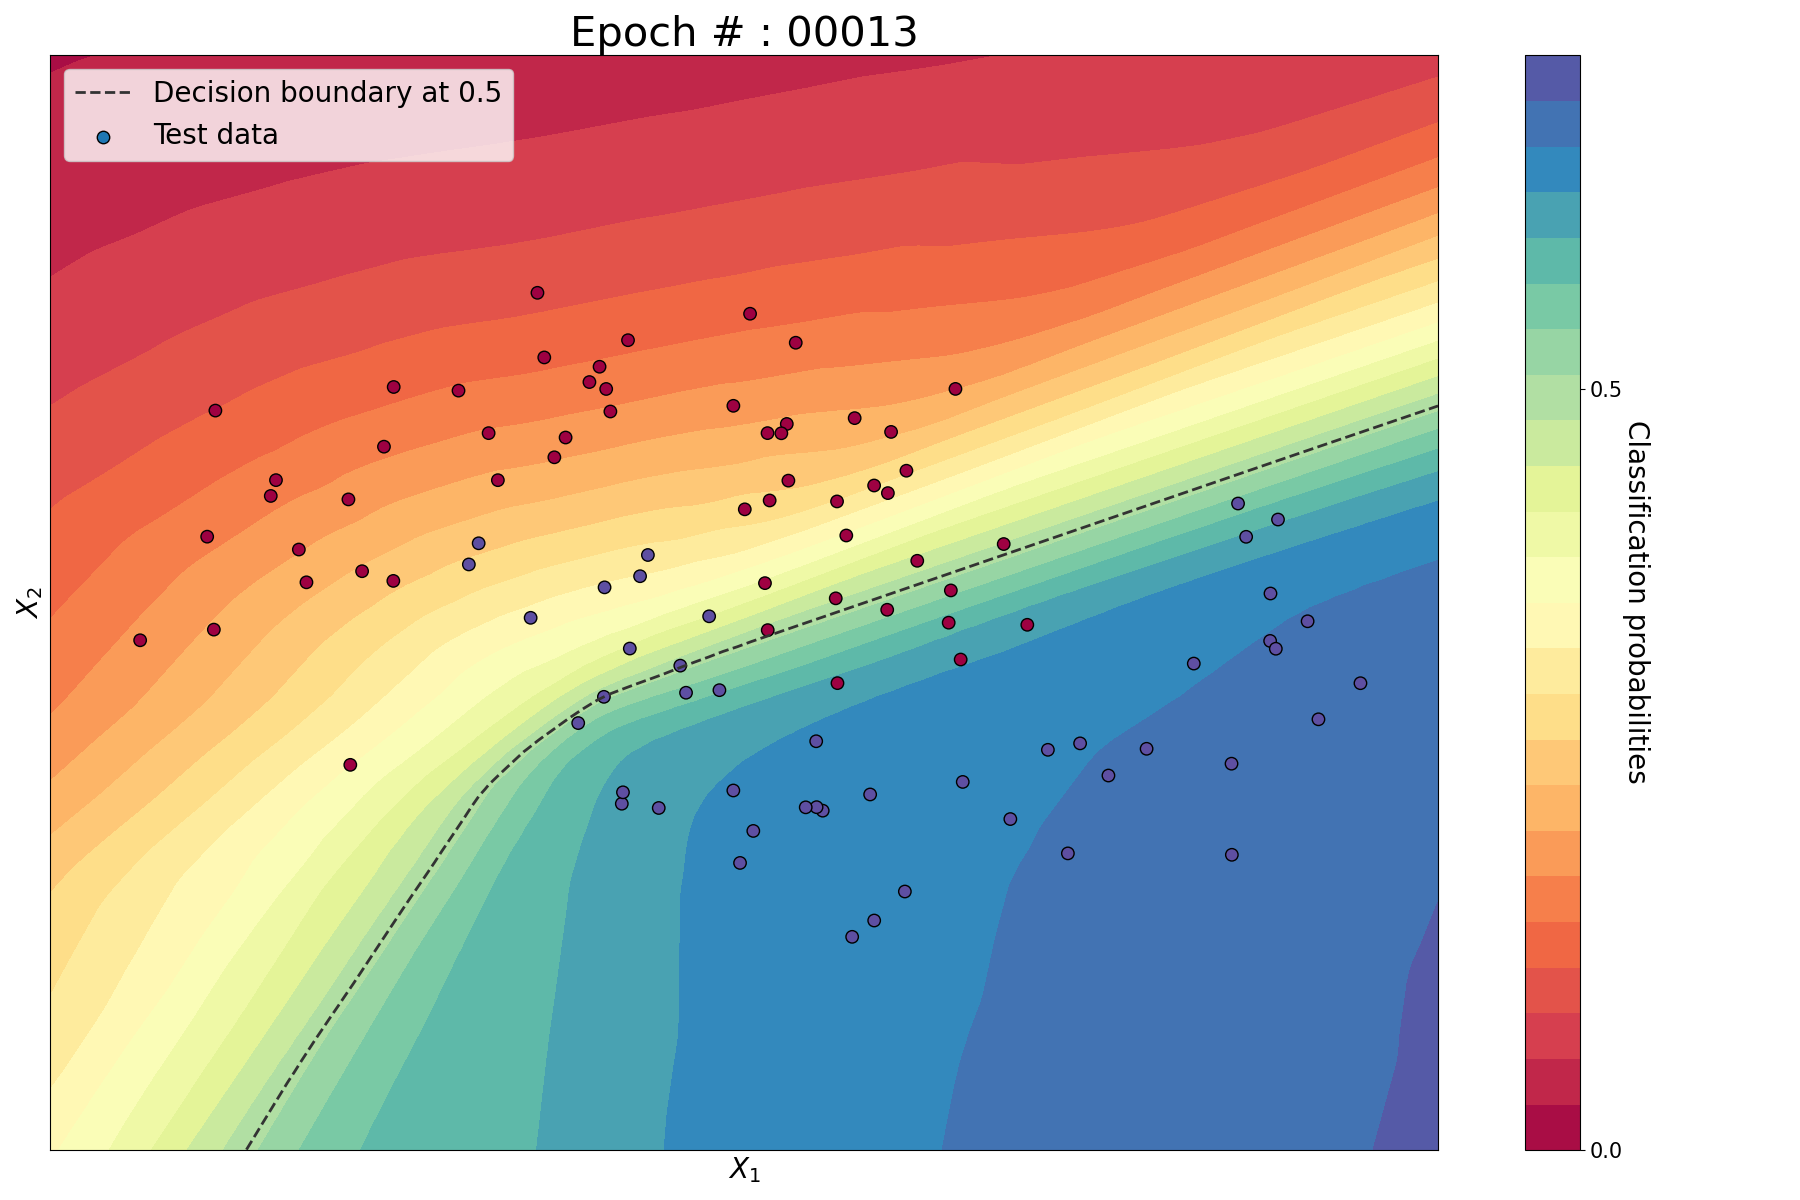 Epoch # : 00013
Decision boundary at 0.5
Test data
X₂
X₁
0.5
0.0
Classification probabilities